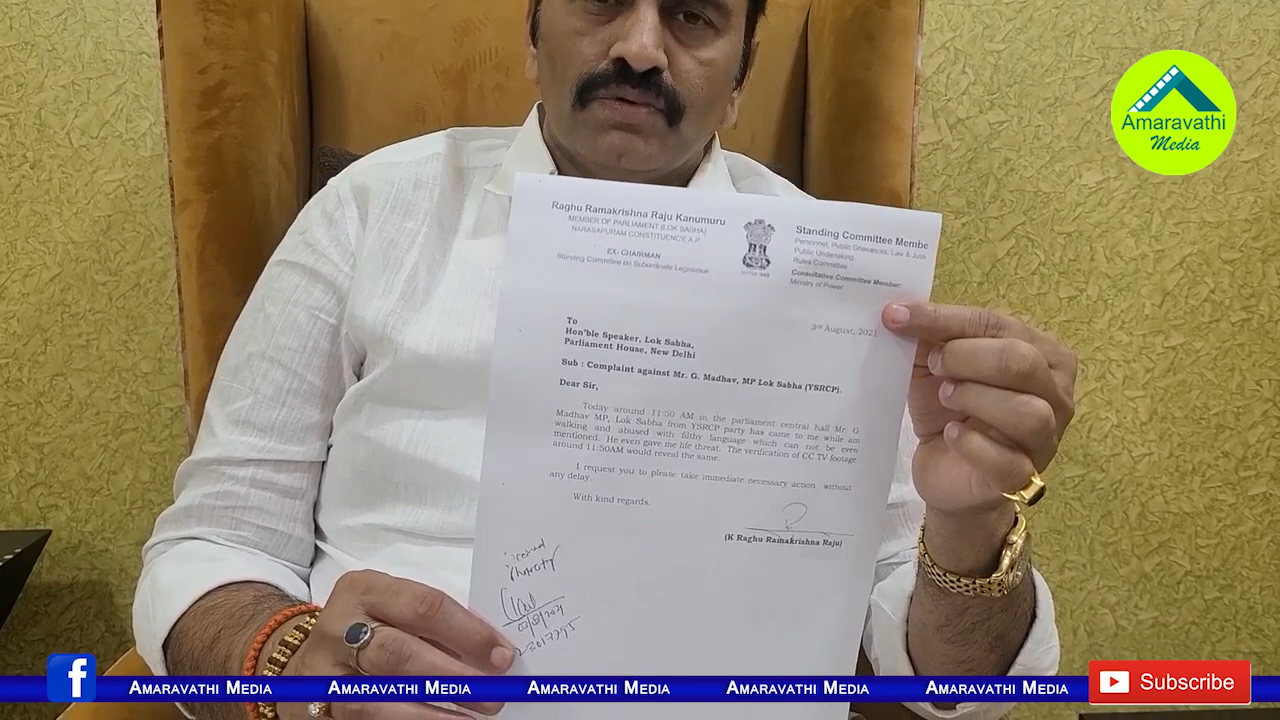 Amaravathi
Media
Raghu Ramakrishna Raju Kanumuru
MEMBER OF PARLIAMENT (LOK SABHA)
NARASAPURAM CONSTITUENCY, A.P.
EX- CHAIRMAN
Standing Committee on Subordinate Legislation
Standing Committee Membe
Personnel, Public Grievances, Law & Just
Public Undertaking
Rules Committee
Consultative Committee Member:
Ministry of Power
3rd August, 2021
To
Hon'ble Speaker, Lok Sabha,
Parliament House, New Delhi
Sub : Complaint against Mr. G. Madhav, MP Lok Sabha (YSRCP).
Dear Sir,
Today around 11:50 AM in the parliament central hall Mr. G.
Madhav MP, Lok Sabha from YSRCP party has came to me while am
walking and abused with filthy language which can not be even
mentioned. He even gave me life threat. The verification of CC TV footage
around 11:50AM would reveal the same.
I request you to please take immediate necessary action without
any delay.
With kind regards.
(K Raghu Ramakrishna Raju)
f Amaravathi Media Amaravathi Media Amaravathi Media Amaravathi Media Amaravathi Media
Subscribe